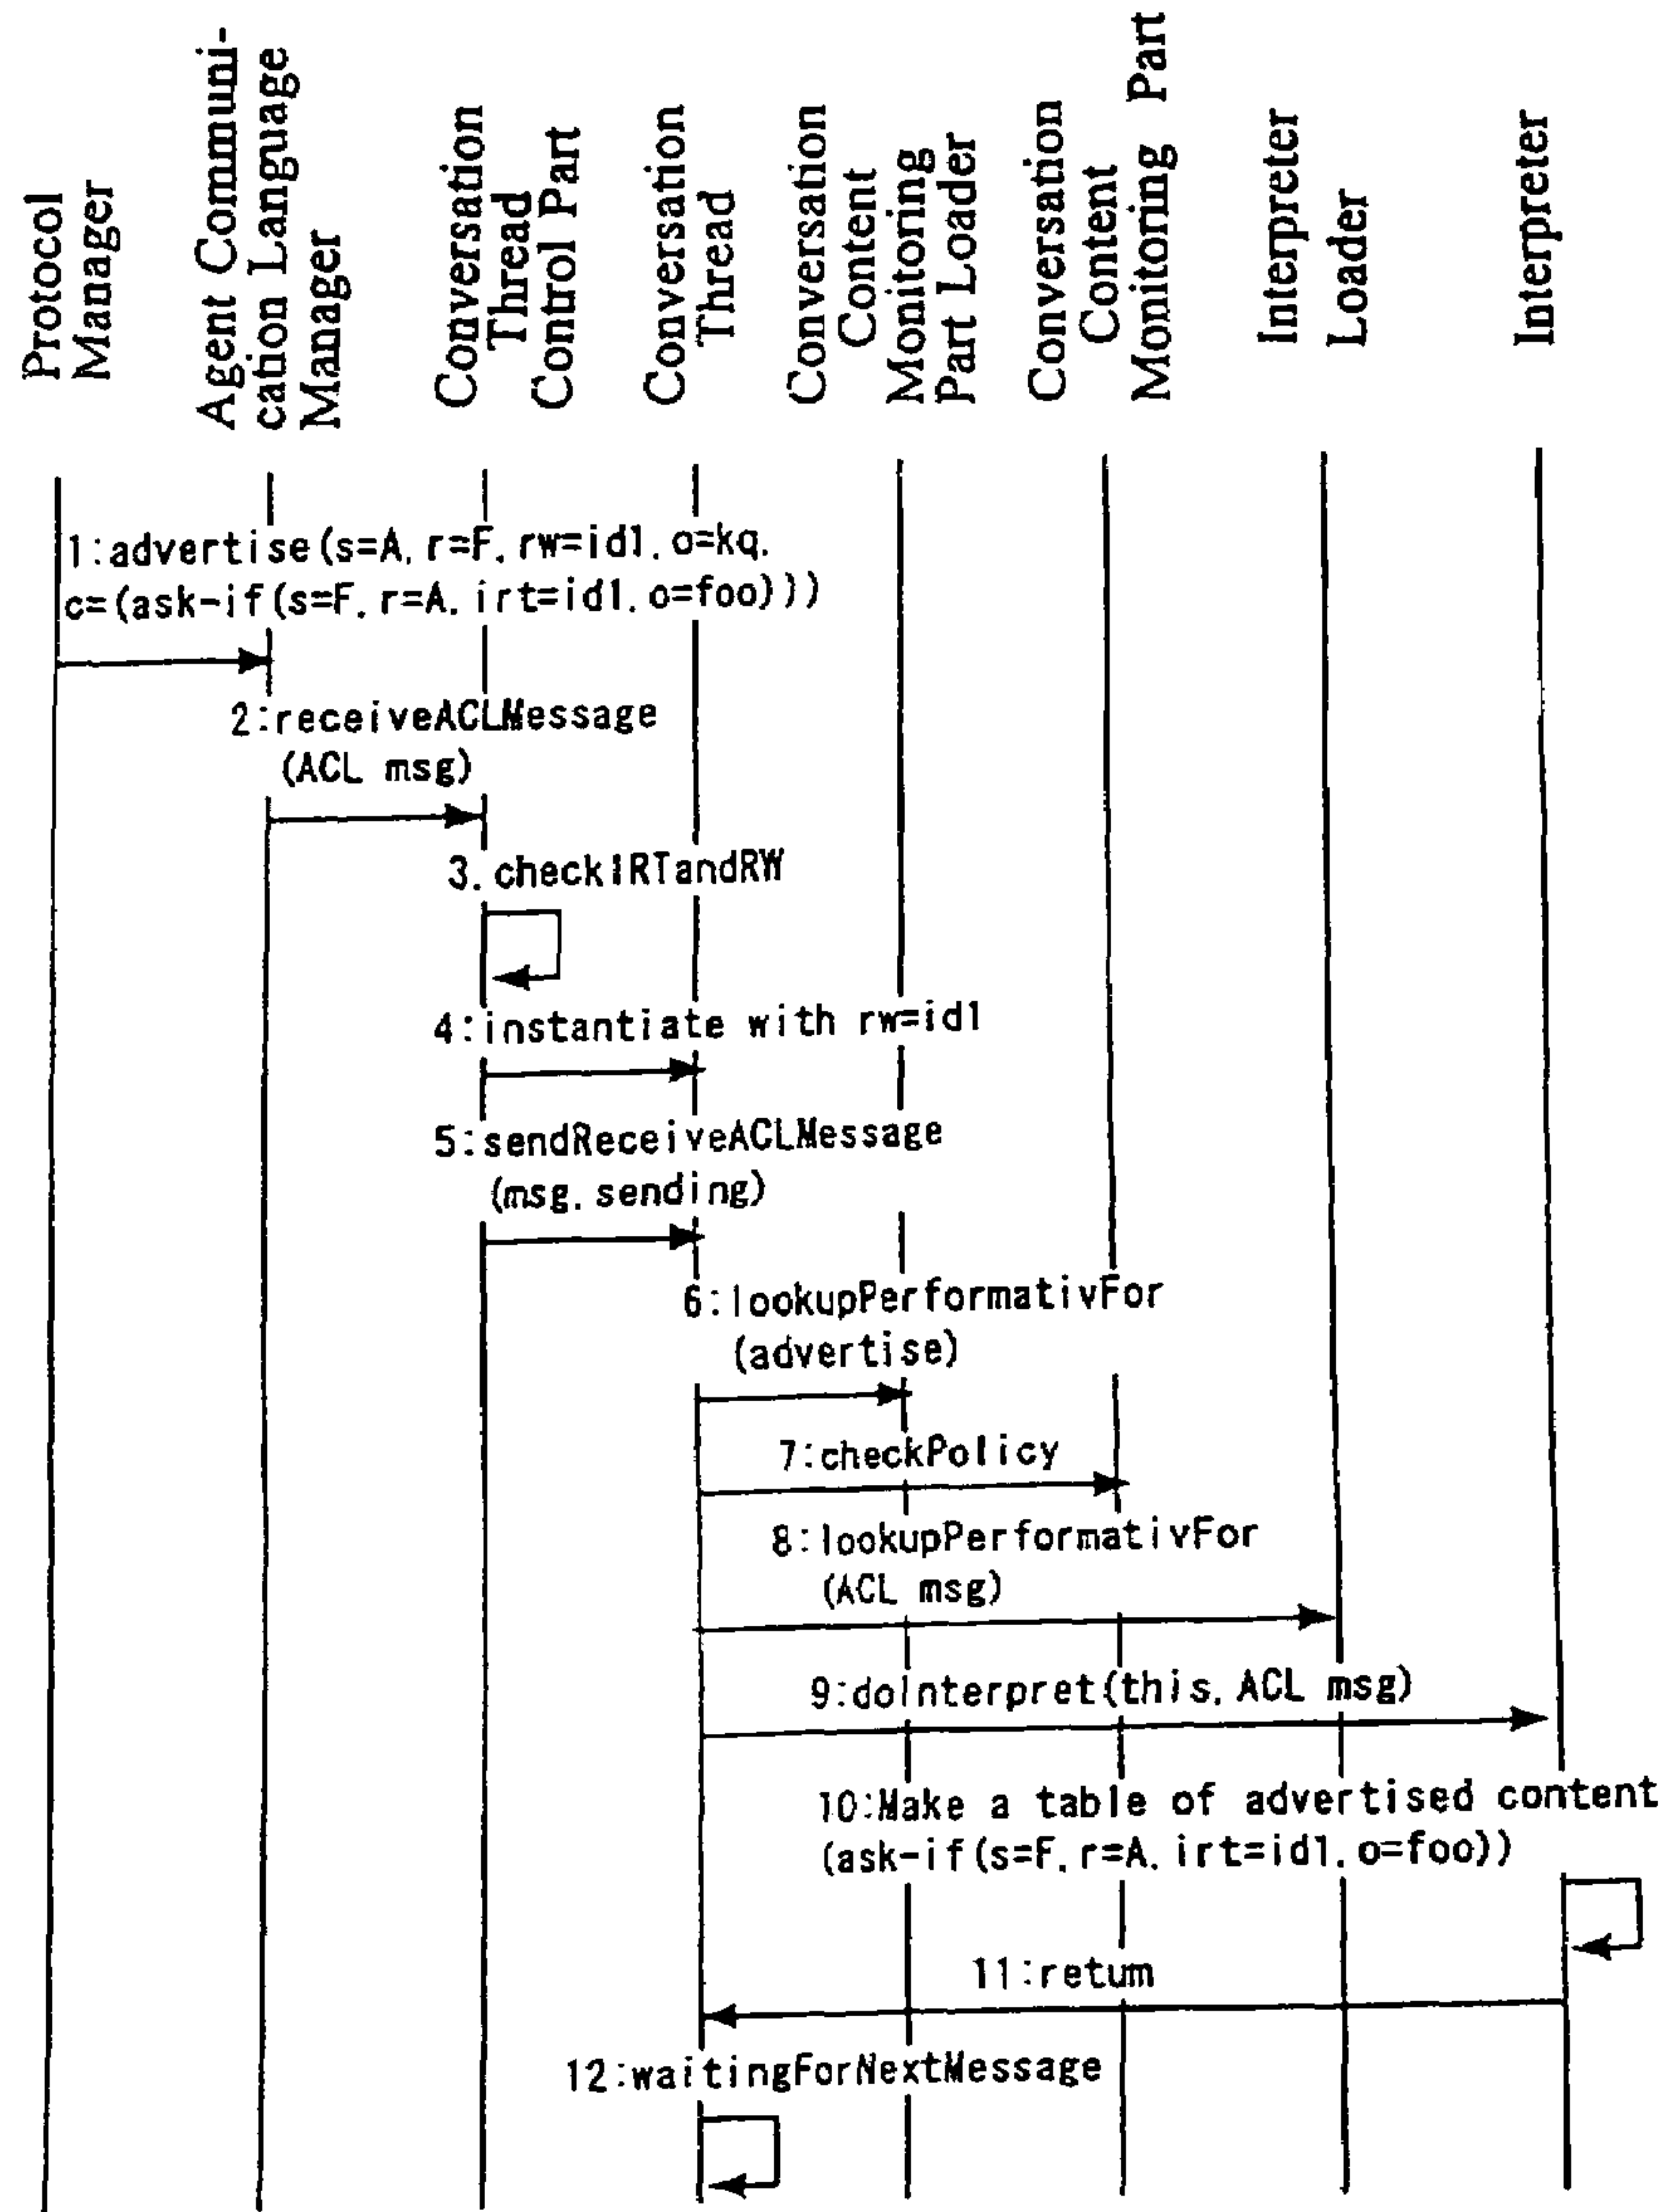 Protocol
Manager
Agent Communi-
cation Language
Manager
Conversation
Thread
Control Part
Conversation
Thread
Conversation
Content
Monitoring
Part Loader
Conversation
Content
Monitoring Part
Interpreter
Loader
Interpreter
1:advertise(s=A, r=F, rw=id1, o=kq,
c=(ask-if(s=F, r=A, irt=id1, o=foo)))
2:receiveACLMessage
(ACL msg)
3. checkIRTandRW
4:instantiate with rw=id1
5:sendReceiveACLMessage
(msg, sending)
6:lookupPerformativFor
(advertise)
7:checkPolicy
8:lookupPerformativFor
(ACL msg)
9:doInterpret(this, ACL msg)
10:Make a table of advertised content
(ask-if(s=F, r=A, irt=id1, o=foo))
11:return
12:waitingForNextMessage